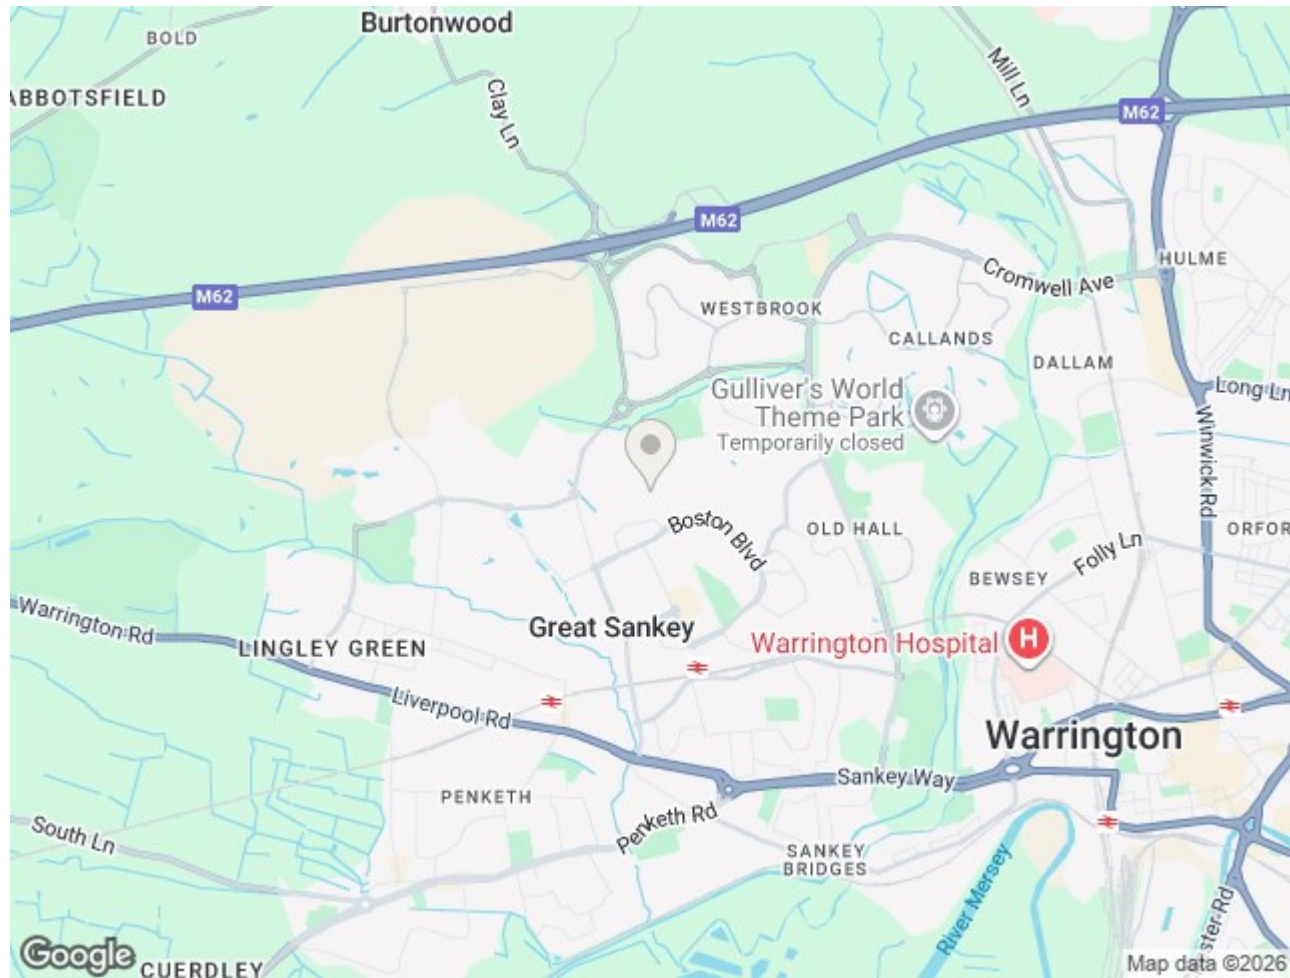 Burtonwood
BOLD
ABBOTSFIELD
Clay Ln
Mill Ln
M62
M62
M62
HULME
Cromwell Ave
WESTBROOK
CALLANDS
DALLAM
Long Ln
Gulliver's World
Theme Park
Temporarily closed
Winwick Rd
Boston Blvd
OLD HALL
ORFOR
Folly Ln
BEWSEY
Warrington Rd
Great Sankey
LINGLEY GREEN
Warrington Hospital
H
Liverpool Rd
Warrington
Sankey Way
PENKETH
Penketh Rd
South Ln
SANKEY
BRIDGES
River Mersey
ster Rd
Google
CUERDLEY
Map data ©2026